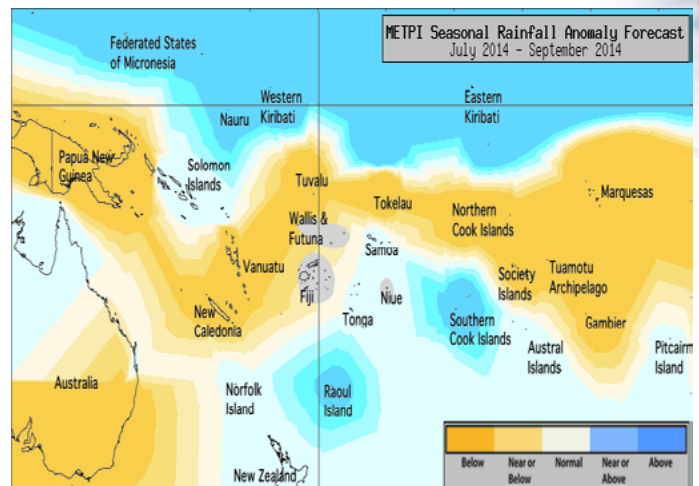 METPI Seasonal Rainfall Anomaly Forecast
July 2014 - September 2014
Federated States
of Micronesia
Nauru
Western
Kiribati
Eastern
Kiribati
Papua New
Guinea
Solomon
Islands
Tuvalu
Tokelau
Marquesas
Wallis &
Futuna
Northern
Cook Islands
Samoa
Vanuatu
Fiji
Niue
Society
Islands
Tuamotu
Archipelago
New
Caledonia
Tonga
Southern
Cook Islands
Gambier
Austral
Islands
Pitcairn
Island
Australia
Norfolk
Island
Raoul
Island
New Zealand
Below
Near or
Below
Normal
Near or
Above
Above